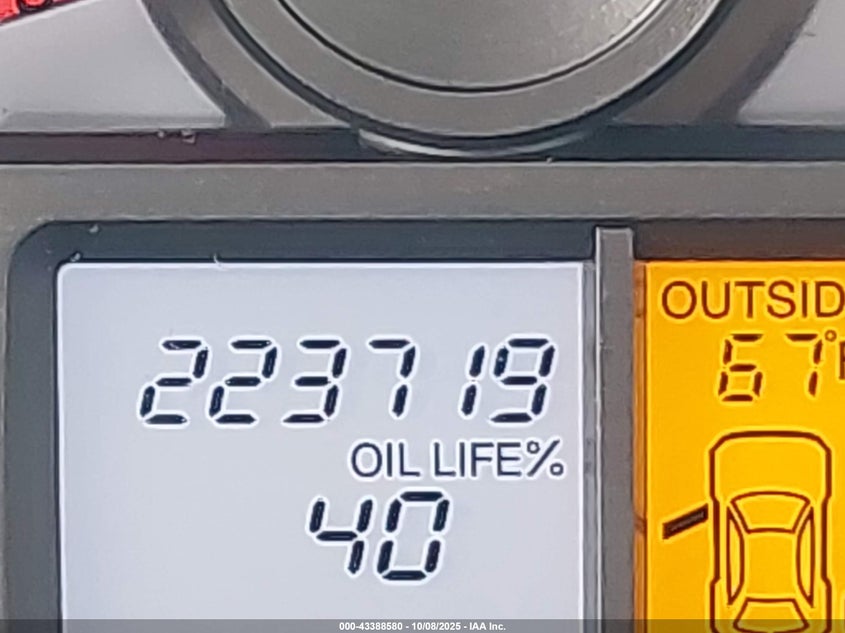 223719
OIL LIFE%
40
OUTSID
67°F
000-43388580 - 10/08/2025 - IAA Inc.